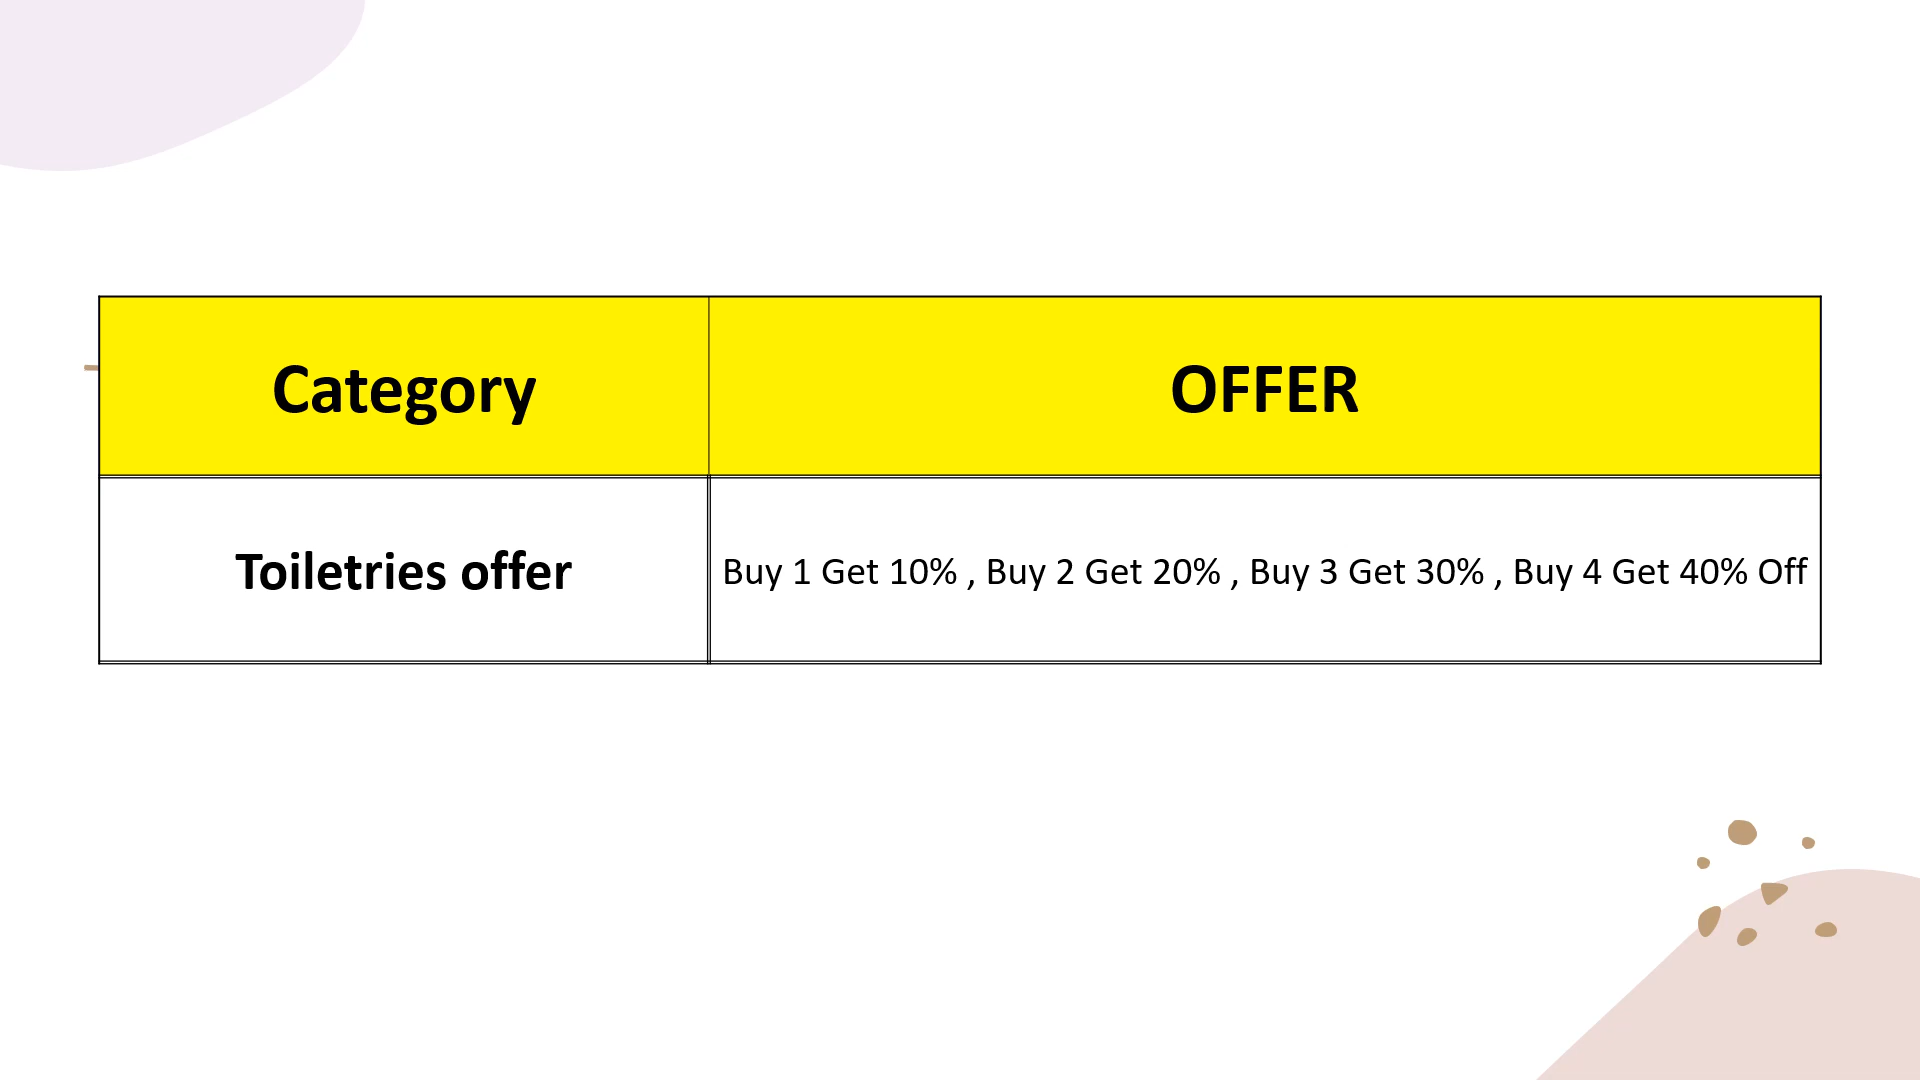 Category
OFFER
Toiletries offer
Buy 1 Get 10% , Buy 2 Get 20% , Buy 3 Get 30% , Buy 4 Get 40% Off